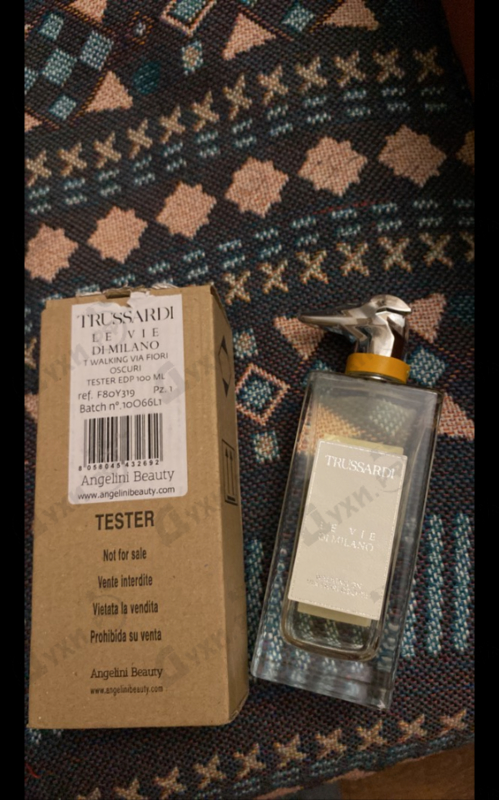 TRUSSARDI
LE VIE
DI MILANO
T WALKING VIA FIORI
OSCURI
TESTER EDP 100 ML
ref. F80Y319 Pz. 1
Batch n°.10O66L1
8 058045 432692
Angelini Beauty
www.angelinibeauty.com
TESTER
Not for sale
Vente interdite
Vietata la vendita
Prohibida su venta
Angelini Beauty
www.angelinibeauty.com
TRUSSARDI
LE VIE
DI MILANO